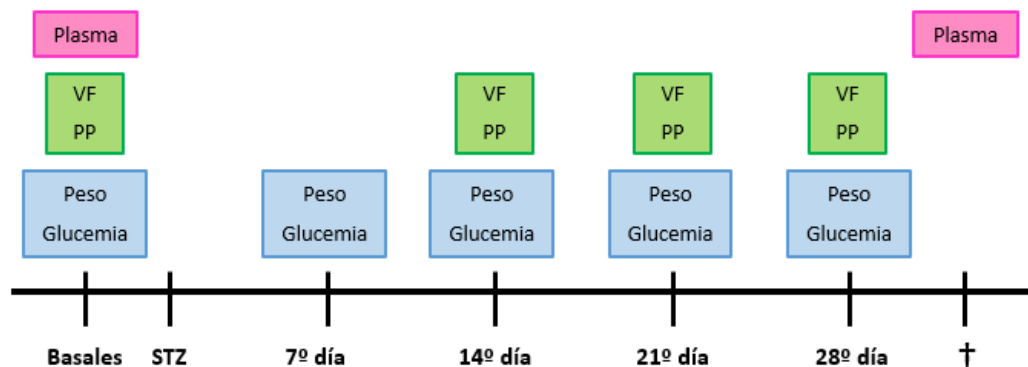 Plasma
Plasma
VF
PP
VF
PP
VF
PP
VF
PP
Peso
Glucemia
Peso
Glucemia
Peso
Glucemia
Peso
Glucemia
Peso
Glucemia
Basales
STZ
7º día
14º día
21º día
28º día
†